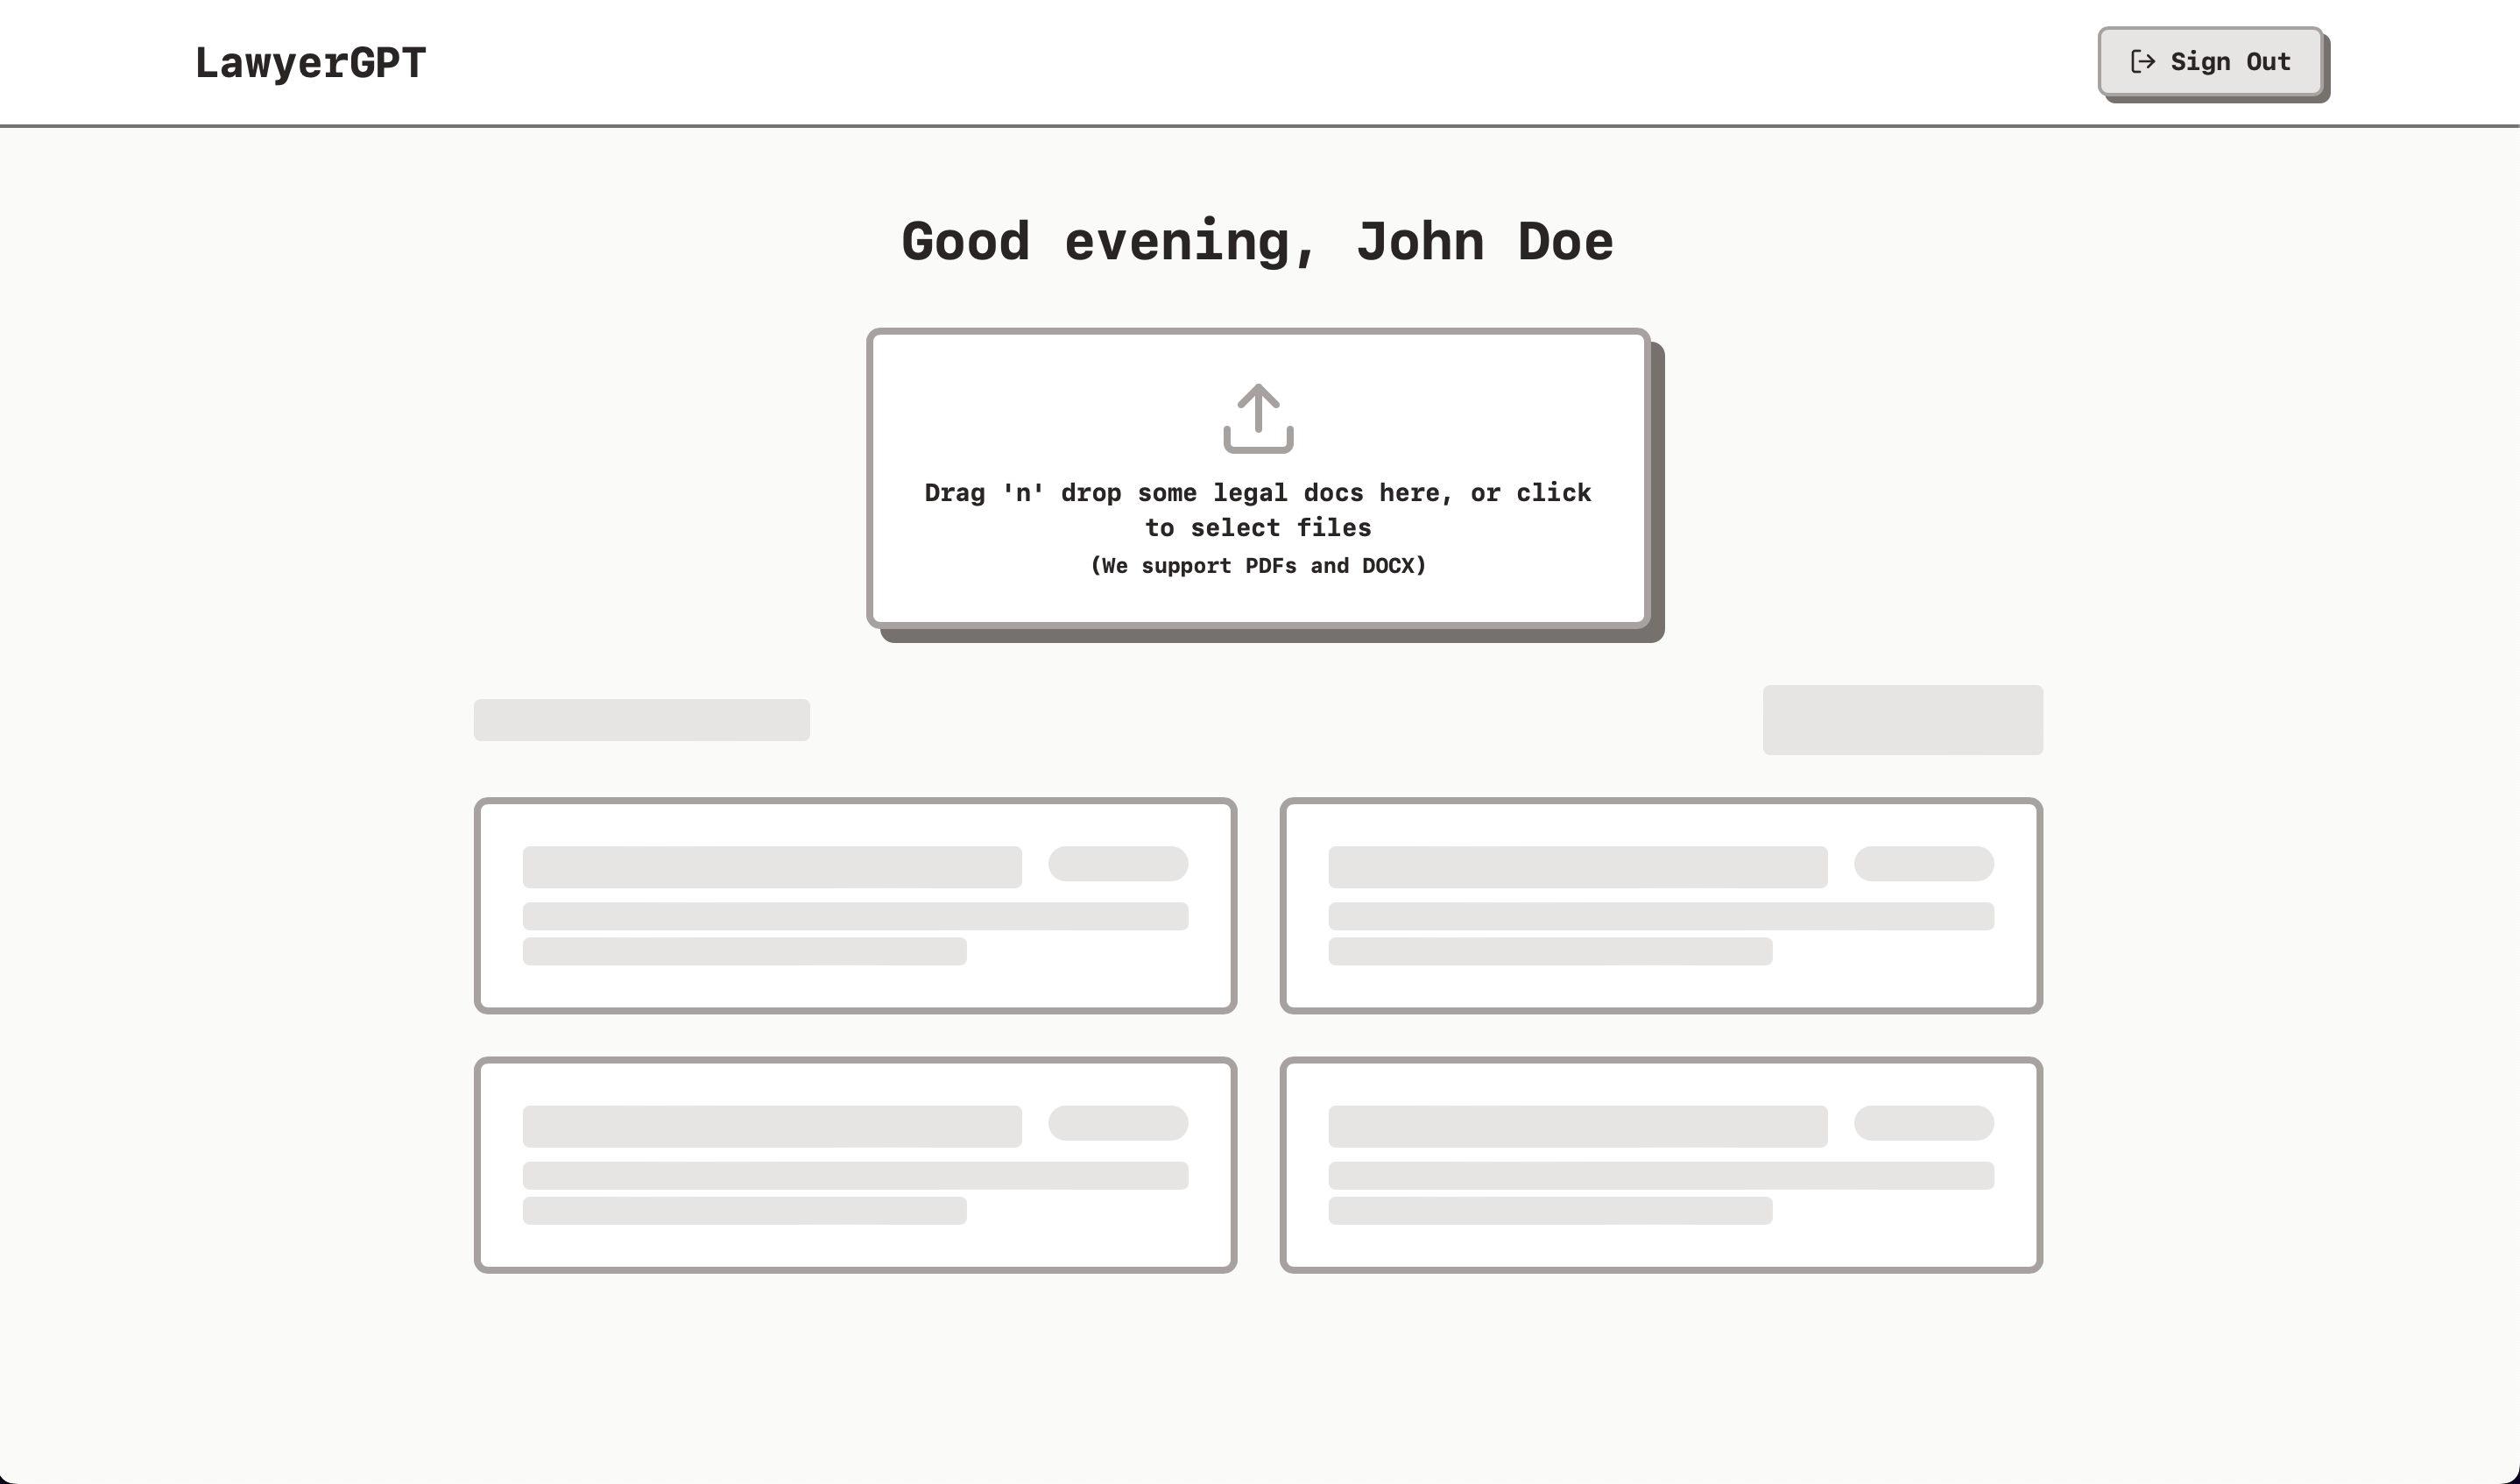 LawyerGPT
Sign Out
Good evening, John Doe
Drag 'n' drop some legal docs here, or click
to select files
(We support PDFs and DOCX)